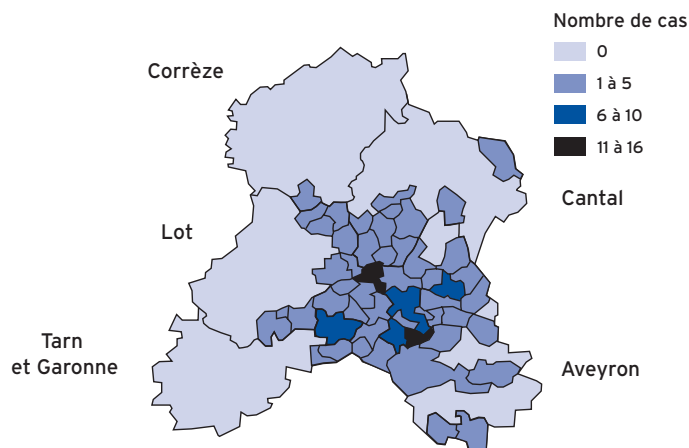 Nombre de cas
0
1 à 5
6 à 10
11 à 16
Corrèze
Cantal
Lot
Tarn
et Garonne
Aveyron